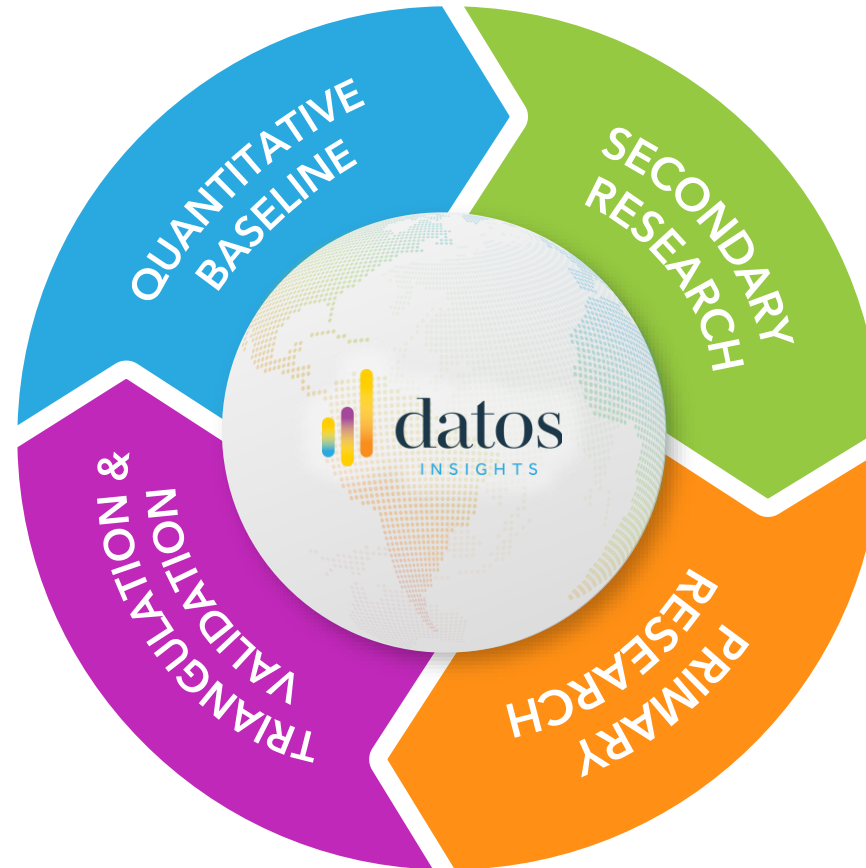 QUANTITATIVE
BASELINE
SECONDARY
RESEARCH
PRIMARY
RESEARCH
TRIANGULATION &
VALIDATION
datos
INSIGHTS